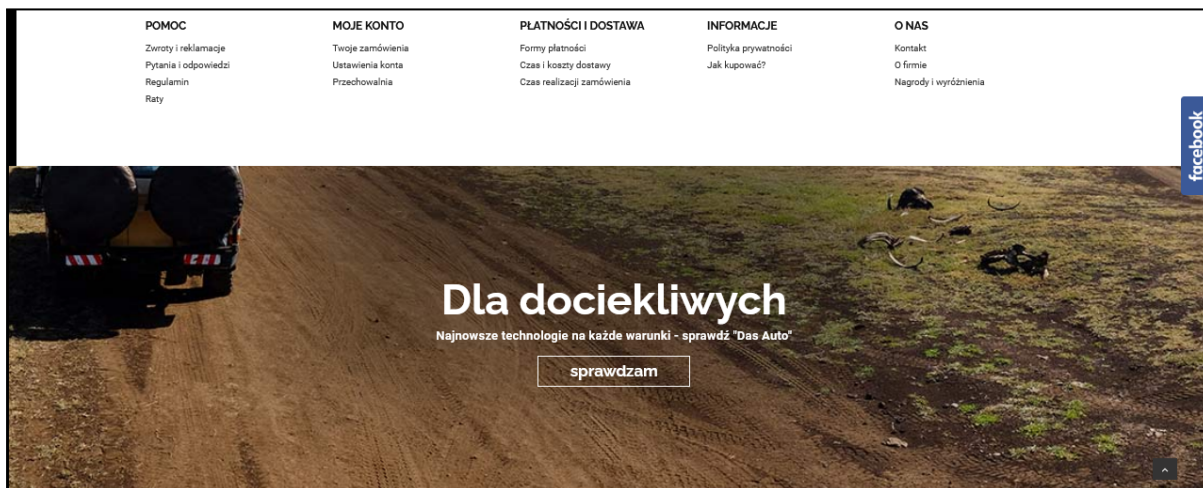 POMOC
Zwroty i reklamacje
Pytania i odpowiedzi
Regulamin
Raty
MOJE KONTO
Twoje zamówienia
Ustawienia konta
Przechowalnia
PŁATNOŚCI I DOSTAWA
Formy płatności
Czas i koszty dostawy
Czas realizacji zamówienia
INFORMACJE
Polityka prywatności
Jak kupować?
O NAS
Kontakt
O firmie
Nagrody i wyróżnienia
facebook
Dla dociekliwych
Najnowsze technologie na każde warunki - sprawdź "Das Auto"
sprawdzam